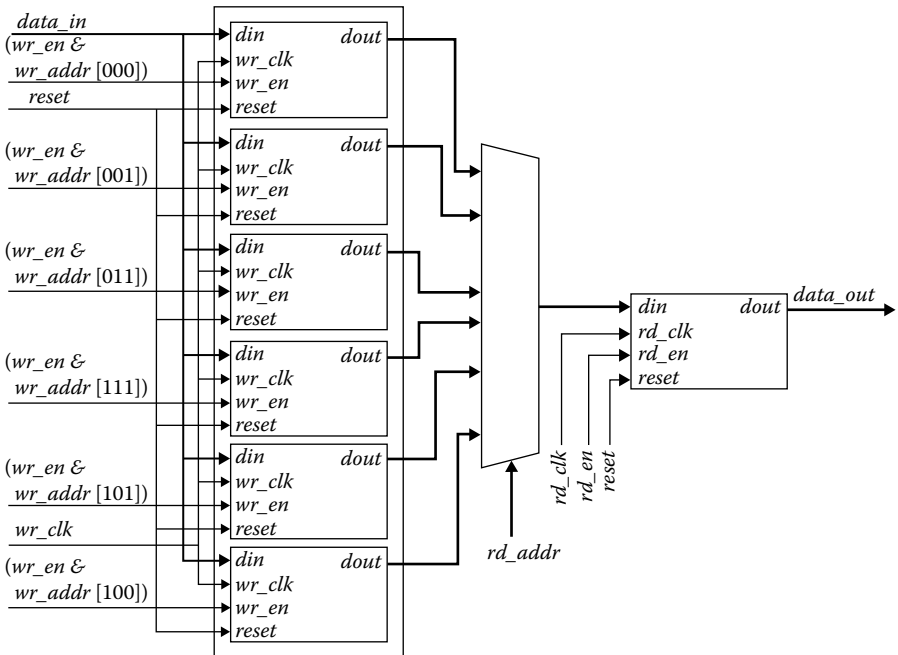 data_in
(wr_en &
wr_addr [000])
reset
din dout
wr_clk
wr_en
reset
(wr_en &
wr_addr [001])
din dout
wr_clk
wr_en
reset
(wr_en &
wr_addr [011])
din dout
wr_clk
wr_en
reset
(wr_en &
wr_addr [111])
din dout
wr_clk
wr_en
reset
(wr_en &
wr_addr [101])
din dout
wr_clk
wr_en
reset
wr_clk
(wr_en &
wr_addr [100])
din dout
wr_clk
wr_en
reset
rd_addr
din dout
rd_clk
rd_en
reset
rd_clk
rd_en
reset
data_out